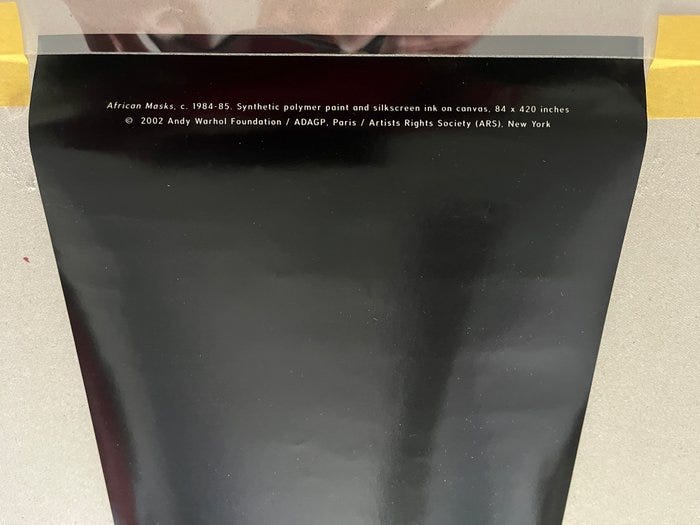 African Masks, c. 1984-85. Synthetic polymer paint and silkscreen ink on canvas, 84 x 420 inches
© 2002 Andy Warhol Foundation / ADAGP, Paris / Artists Rights Society (ARS), New York